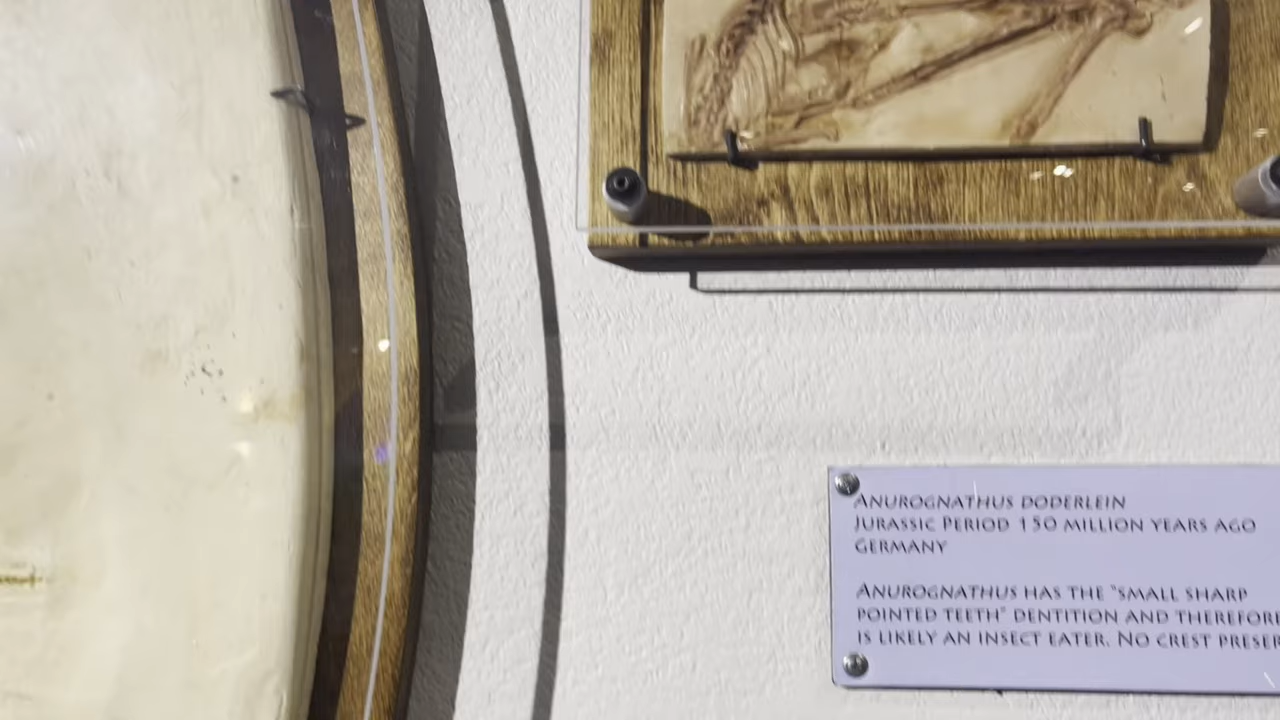 ANUROGNATHUS DODERLEIN
JURASSIC PERIOD 150 MILLION YEARS AGO
GERMANY
ANUROGNATHUS HAS THE "SMALL SHARP
POINTED TEETH" DENTITION AND THEREFORE
IS LIKELY AN INSECT EATER. NO CREST PRESER